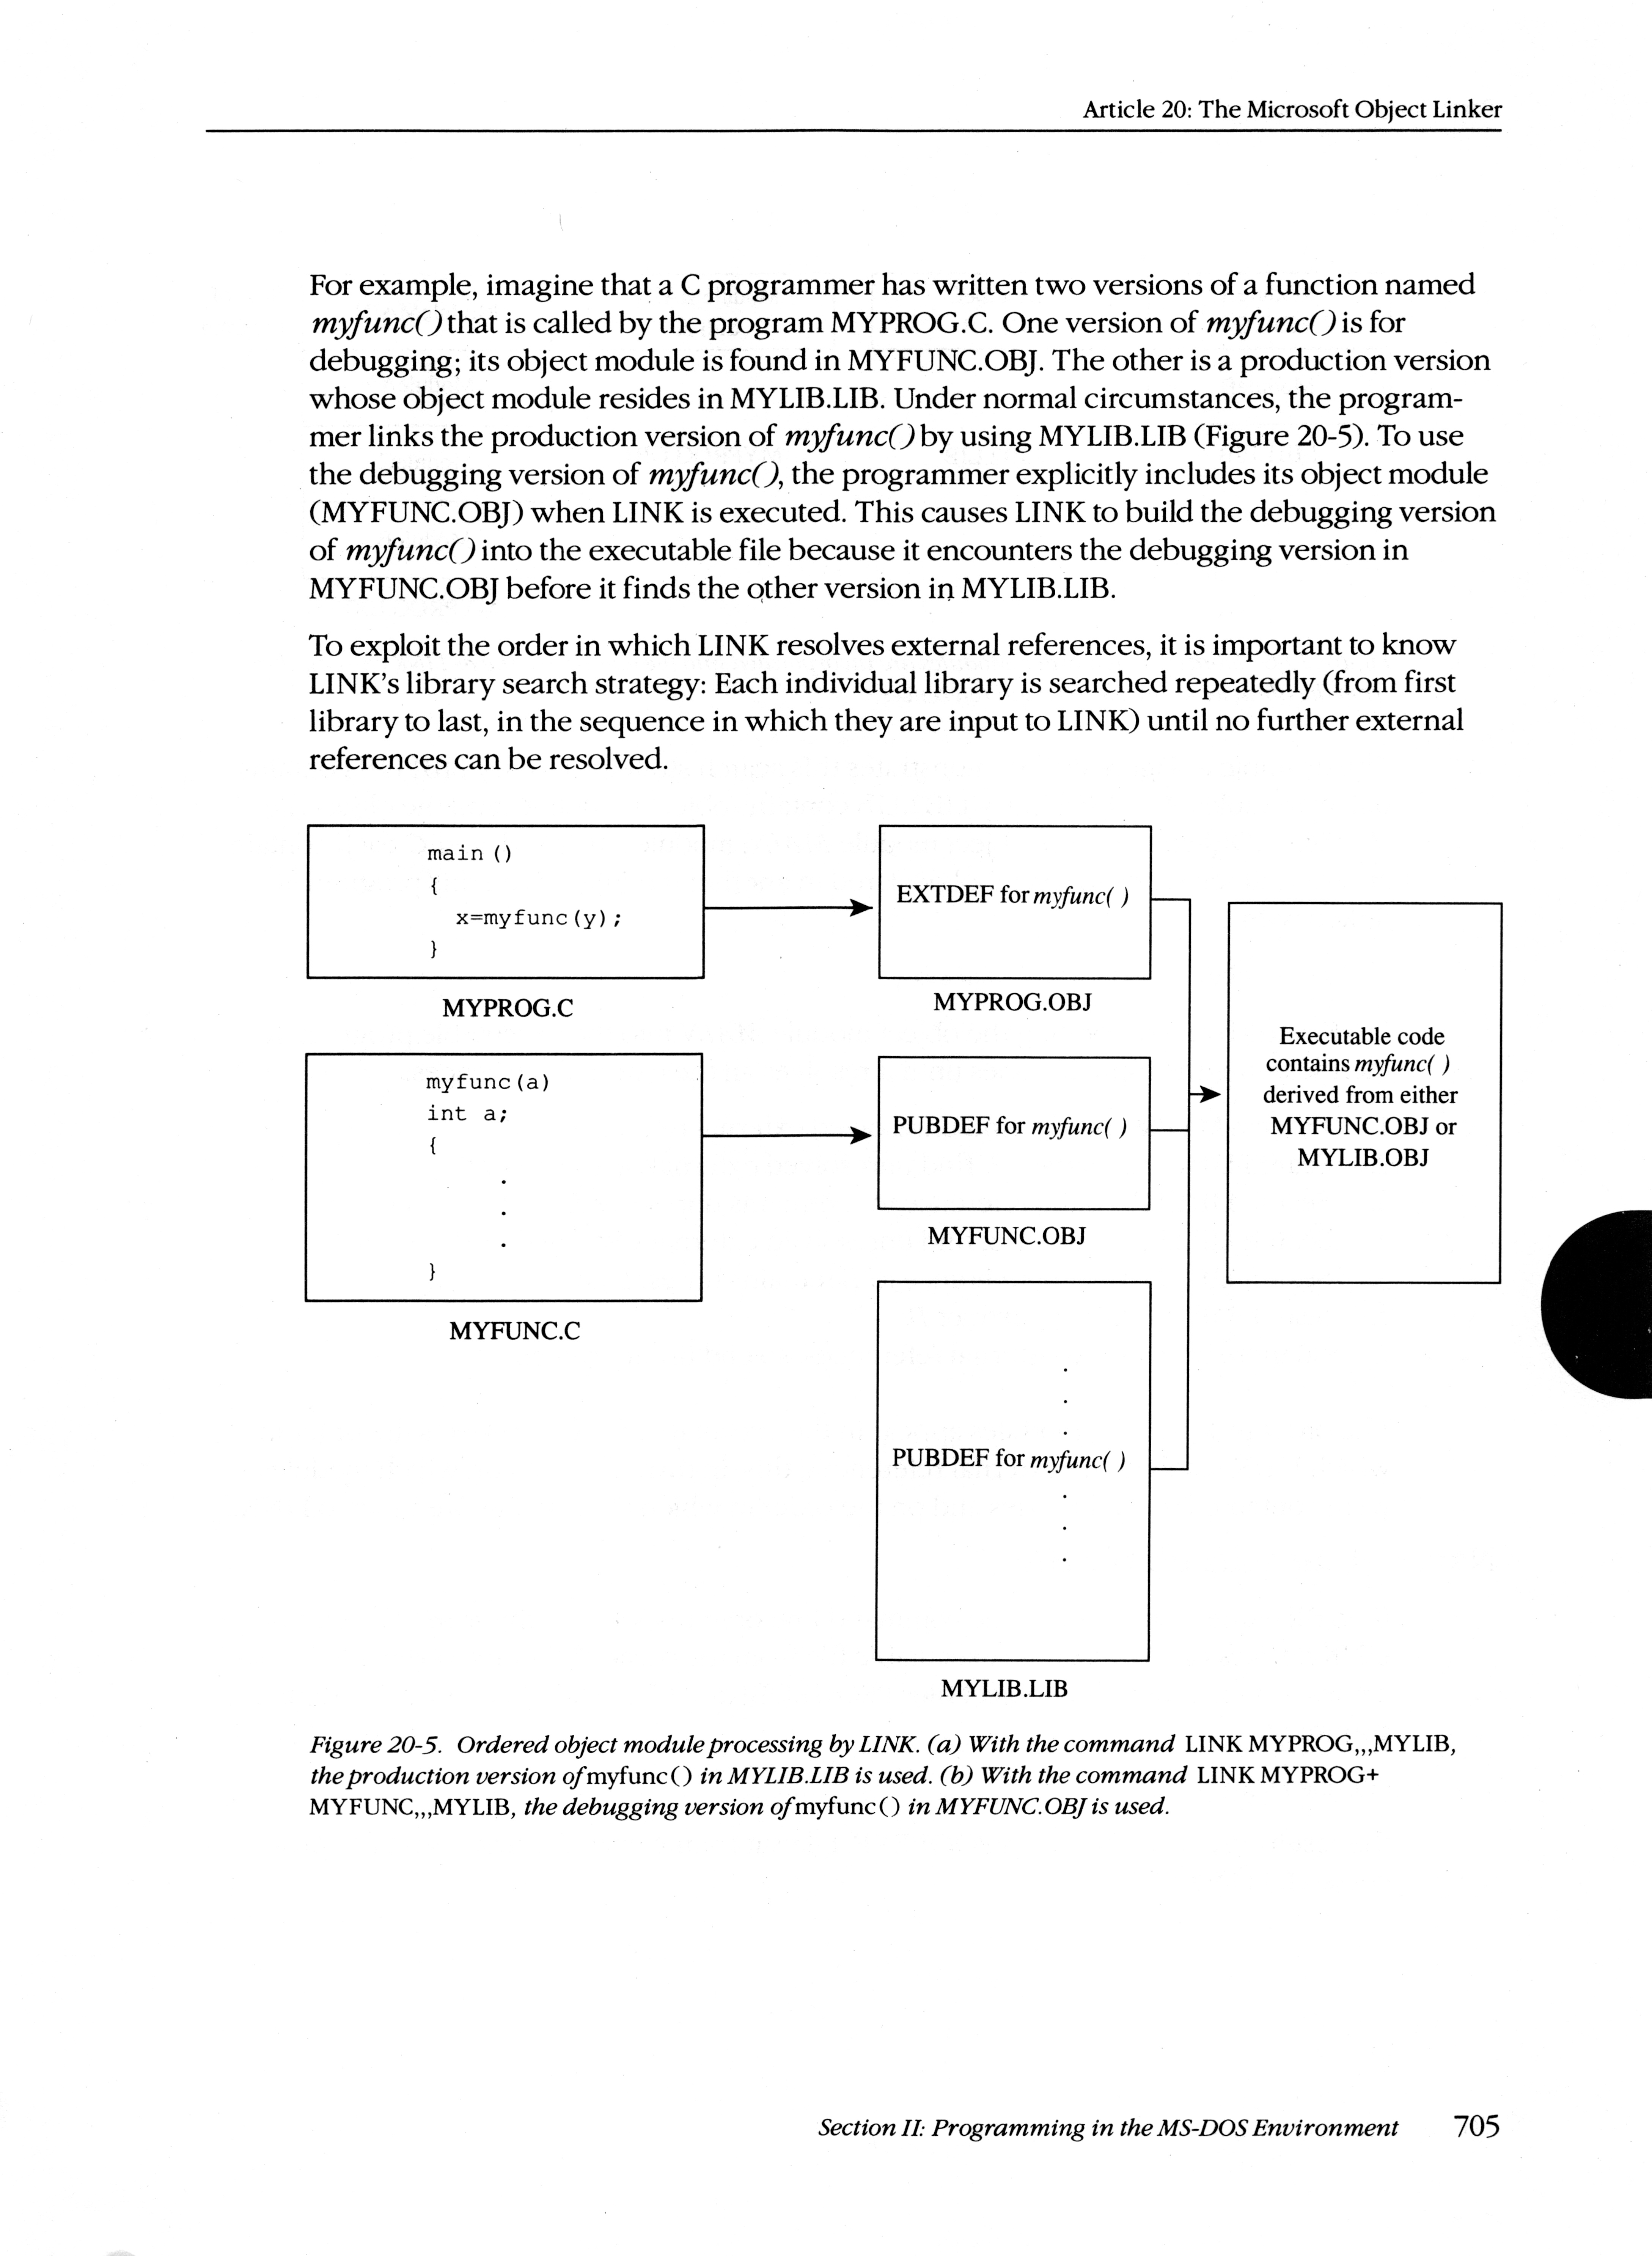 Article 20: The Microsoft Object Linker
For example, imagine that a C programmer has written two versions of a function named
myfunc() that is called by the program MYPROG.C. One version of myfunc() is for
debugging; its object module is found in MYFUNC.OBJ. The other is a production version
whose object module resides in MYLIB.LIB. Under normal circumstances, the program-
mer links the production version of myfunc() by using MYLIB.LIB (Figure 20-5). To use
the debugging version of myfunc(), the programmer explicitly includes its object module
(MYFUNC.OBJ) when LINK is executed. This causes LINK to build the debugging version
of myfunc() into the executable file because it encounters the debugging version in
MYFUNC.OBJ before it finds the other version in MYLIB.LIB.
To exploit the order in which LINK resolves external references, it is important to know
LINK's library search strategy: Each individual library is searched repeatedly (from first
library to last, in the sequence in which they are input to LINK) until no further external
references can be resolved.
main ()
{
x=myfunc(y);
}
MYPROG.C
EXTDEF for myfunc( )
MYPROG.OBJ
myfunc(a)
int a;
{
.
.
.
}
MYFUNC.C
PUBDEF for myfunc( )
MYFUNC.OBJ
Executable code
contains myfunc( )
derived from either
MYFUNC.OBJ or
MYLIB.OBJ
.
.
.
PUBDEF for myfunc( )
.
.
.
MYLIB.LIB
Figure 20-5. Ordered object module processing by LINK. (a) With the command LINK MYPROG,,,MYLIB,
the production version of myfunc() in MYLIB.LIB is used. (b) With the command LINK MYPROG+
MYFUNC,,,MYLIB, the debugging version of myfunc() in MYFUNC.OBJ is used.
Section II: Programming in the MS-DOS Environment 705